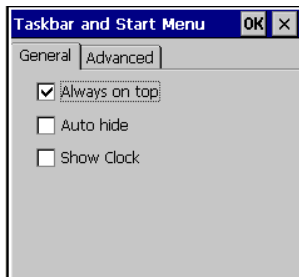 Taskbar and Start Menu OK ×
General Advanced
Always on top
Auto hide
Show Clock